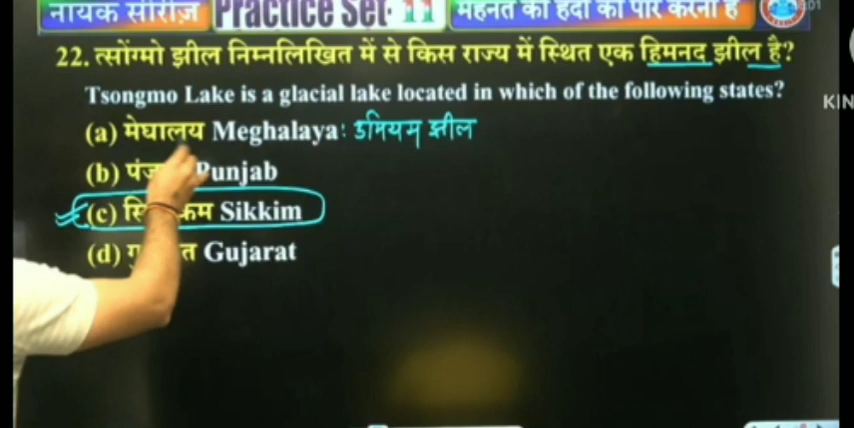 नायक सीरीज़ Practice Set- 11 मेहनत की हदों को पार करना है
22. त्सोंग्मो झील निम्नलिखित में से किस राज्य में स्थित एक हिमनद झील है?
Tsongmo Lake is a glacial lake located in which of the following states?
KIN
(a) मेघालय Meghalaya: उमियम झील
(b) Punjab
(c) Sikkim
(d) Gujarat